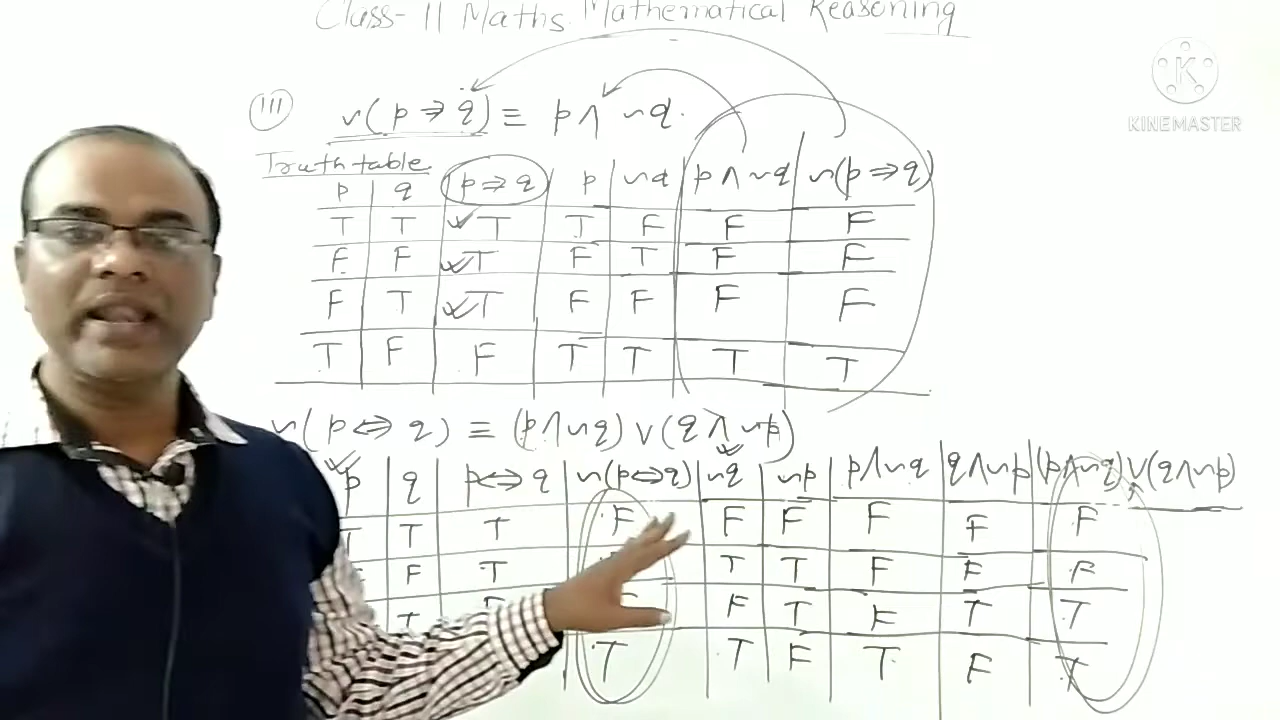 Class-11 Maths Mathematical Reasoning
KINEMASTER
(iii) ~(p ⇒ q) ≡ p ∧ ~q.
Truth table
p q p ⇒ q p ~q p ∧ ~q ~(p ⇒ q)
T T T T F F F
F F T F T F F
F T T F F F F
T F F T T T T
~(p ⇔ q) ≡ (p ∧ ~q) ∨ (q ∧ ~p)
p q p ⇔ q ~(p ⇔ q) ~q ~p p ∧ ~q q ∧ ~p (p ∧ ~q) ∨ (q ∧ ~p)
T T T F F F F F F
F T T T F F F
F T F T T
T T F T F T